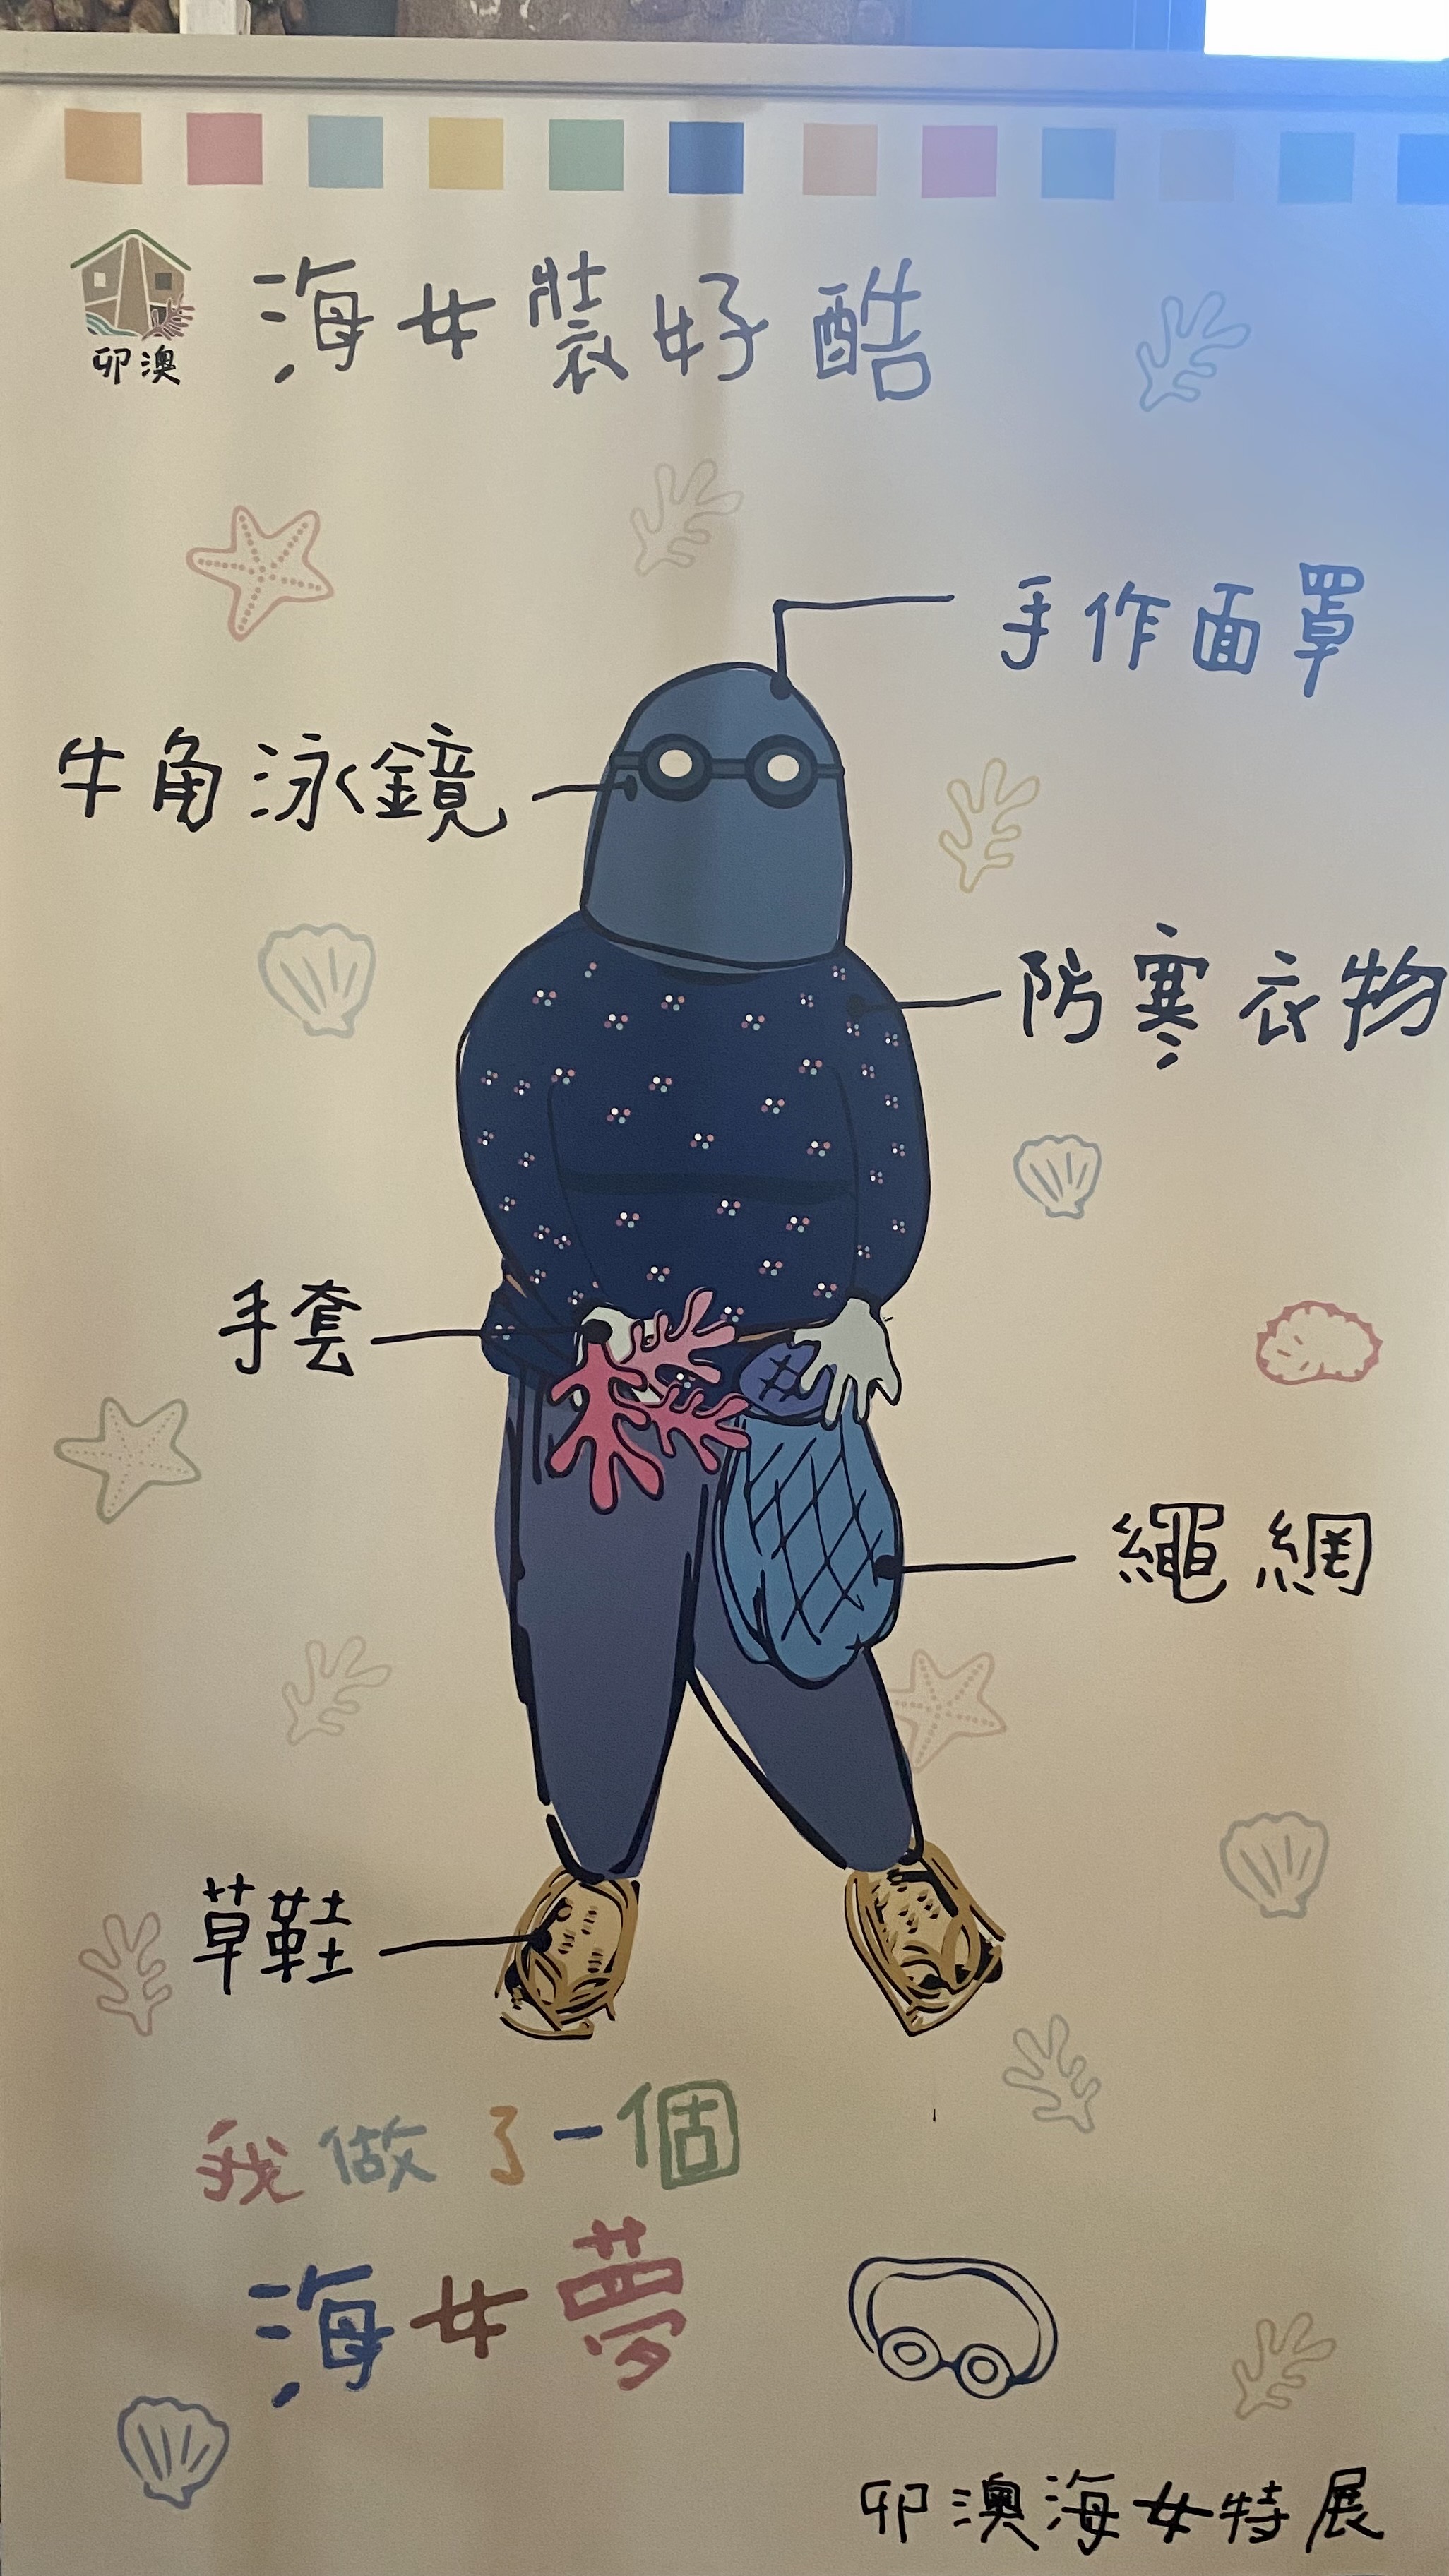 卯澳
海女裝好酷
手作面罩
牛角泳鏡
防寒衣物
手套
繩網
草鞋
我做了一個
海女夢
卯澳海女特展